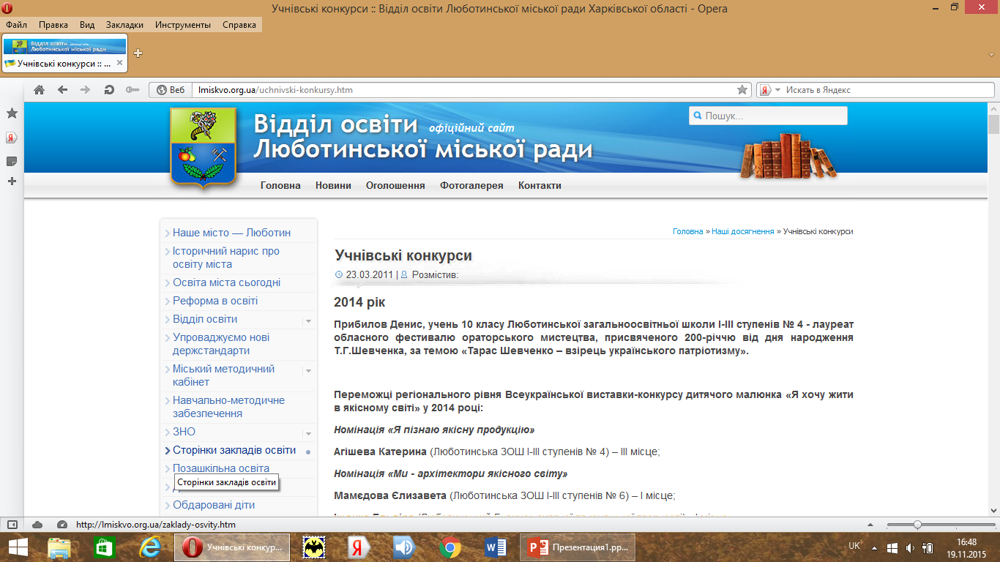 Учнівські конкурси :: Відділ освіти Люботинської міської ради Харківської області - Opera
Файл Правка Вид Закладки Инструменты Справка
Відділ освіти офіційний сайт
Люботинської міської ради
Учнівські конкурси :: ...
Веб lmiskvo.org.ua/uchnivski-konkursy.htm Искать в Яндекс
Відділ освіти офіційний сайт
Люботинської міської ради
Пошук...
Головна Новини Оголошення Фотогалерея Контакти
Наше місто — Люботин
Історичний нарис про
освіту міста
Освіта міста сьогодні
Реформа в освіті
Відділ освіти
Упроваджуємо нові
держстандарти
Міський методичний
кабінет
Навчально-методичне
забезпечення
ЗНО
Сторінки закладів освіти
Позашкільна освіта
Сторінки закладів освіти
Обдаровані діти
Головна » Наші досягнення » Учнівські конкурси
Учнівські конкурси
23.03.2011 | Розмістив:
2014 рік
Прибилов Денис, учень 10 класу Люботинської загальноосвітньої школи І-ІІІ ступенів № 4 - лауреат
обласного фестивалю ораторського мистецтва, присвяченого 200-річчю від дня народження
Т.Г.Шевченка, за темою «Тарас Шевченко – взірець українського патріотизму».
Переможці регіонального рівня Всеукраїнської виставки-конкурсу дитячого малюнка «Я хочу жити
в якісному світі» у 2014 році:
Номінація «Я пізнаю якісну продукцію»
Агішева Катерина (Люботинська ЗОШ І-ІІІ ступенів № 4) – ІІІ місце;
Номінація «Ми - архітектори якісного світу»
Мамєдова Єлизавета (Люботинська ЗОШ І-ІІІ ступенів № 6) – І місце;
http://lmiskvo.org.ua/zaklady-osvity.htm
Учнівські конкур... Презентация1.pp... UK 16:48
19.11.2015